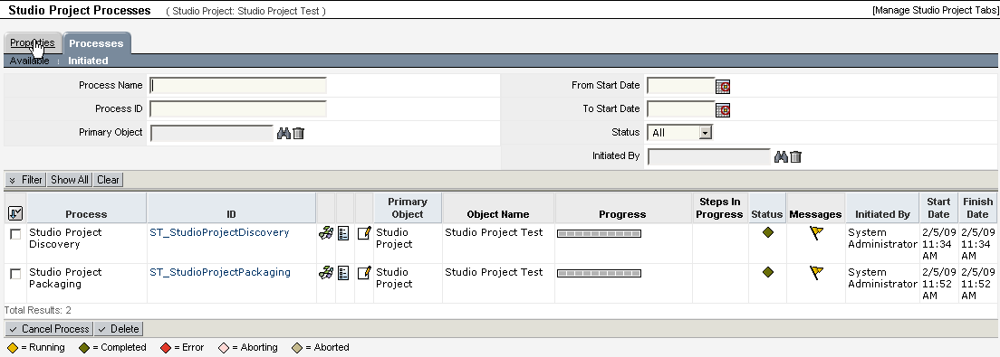 Studio Project Processes ( Studio Project: Studio Project Test ) [Manage Studio Project Tabs]
Properties Processes
Available Initiated
Process Name From Start Date
Process ID To Start Date
Primary Object Status All
Initiated By
Filter Show All Clear
Process ID Primary Object Object Name Progress Steps In Progress Status Messages Initiated By Start Date Finish Date
Studio Project Discovery ST_StudioProjectDiscovery Studio Project Studio Project Test System Administrator 2/5/09 11:34 AM 2/5/09 11:34 AM
Studio Project Packaging ST_StudioProjectPackaging Studio Project Studio Project Test System Administrator 2/5/09 11:52 AM 2/5/09 11:52 AM
Total Results: 2
Cancel Process Delete
= Running = Completed = Error = Aborting = Aborted